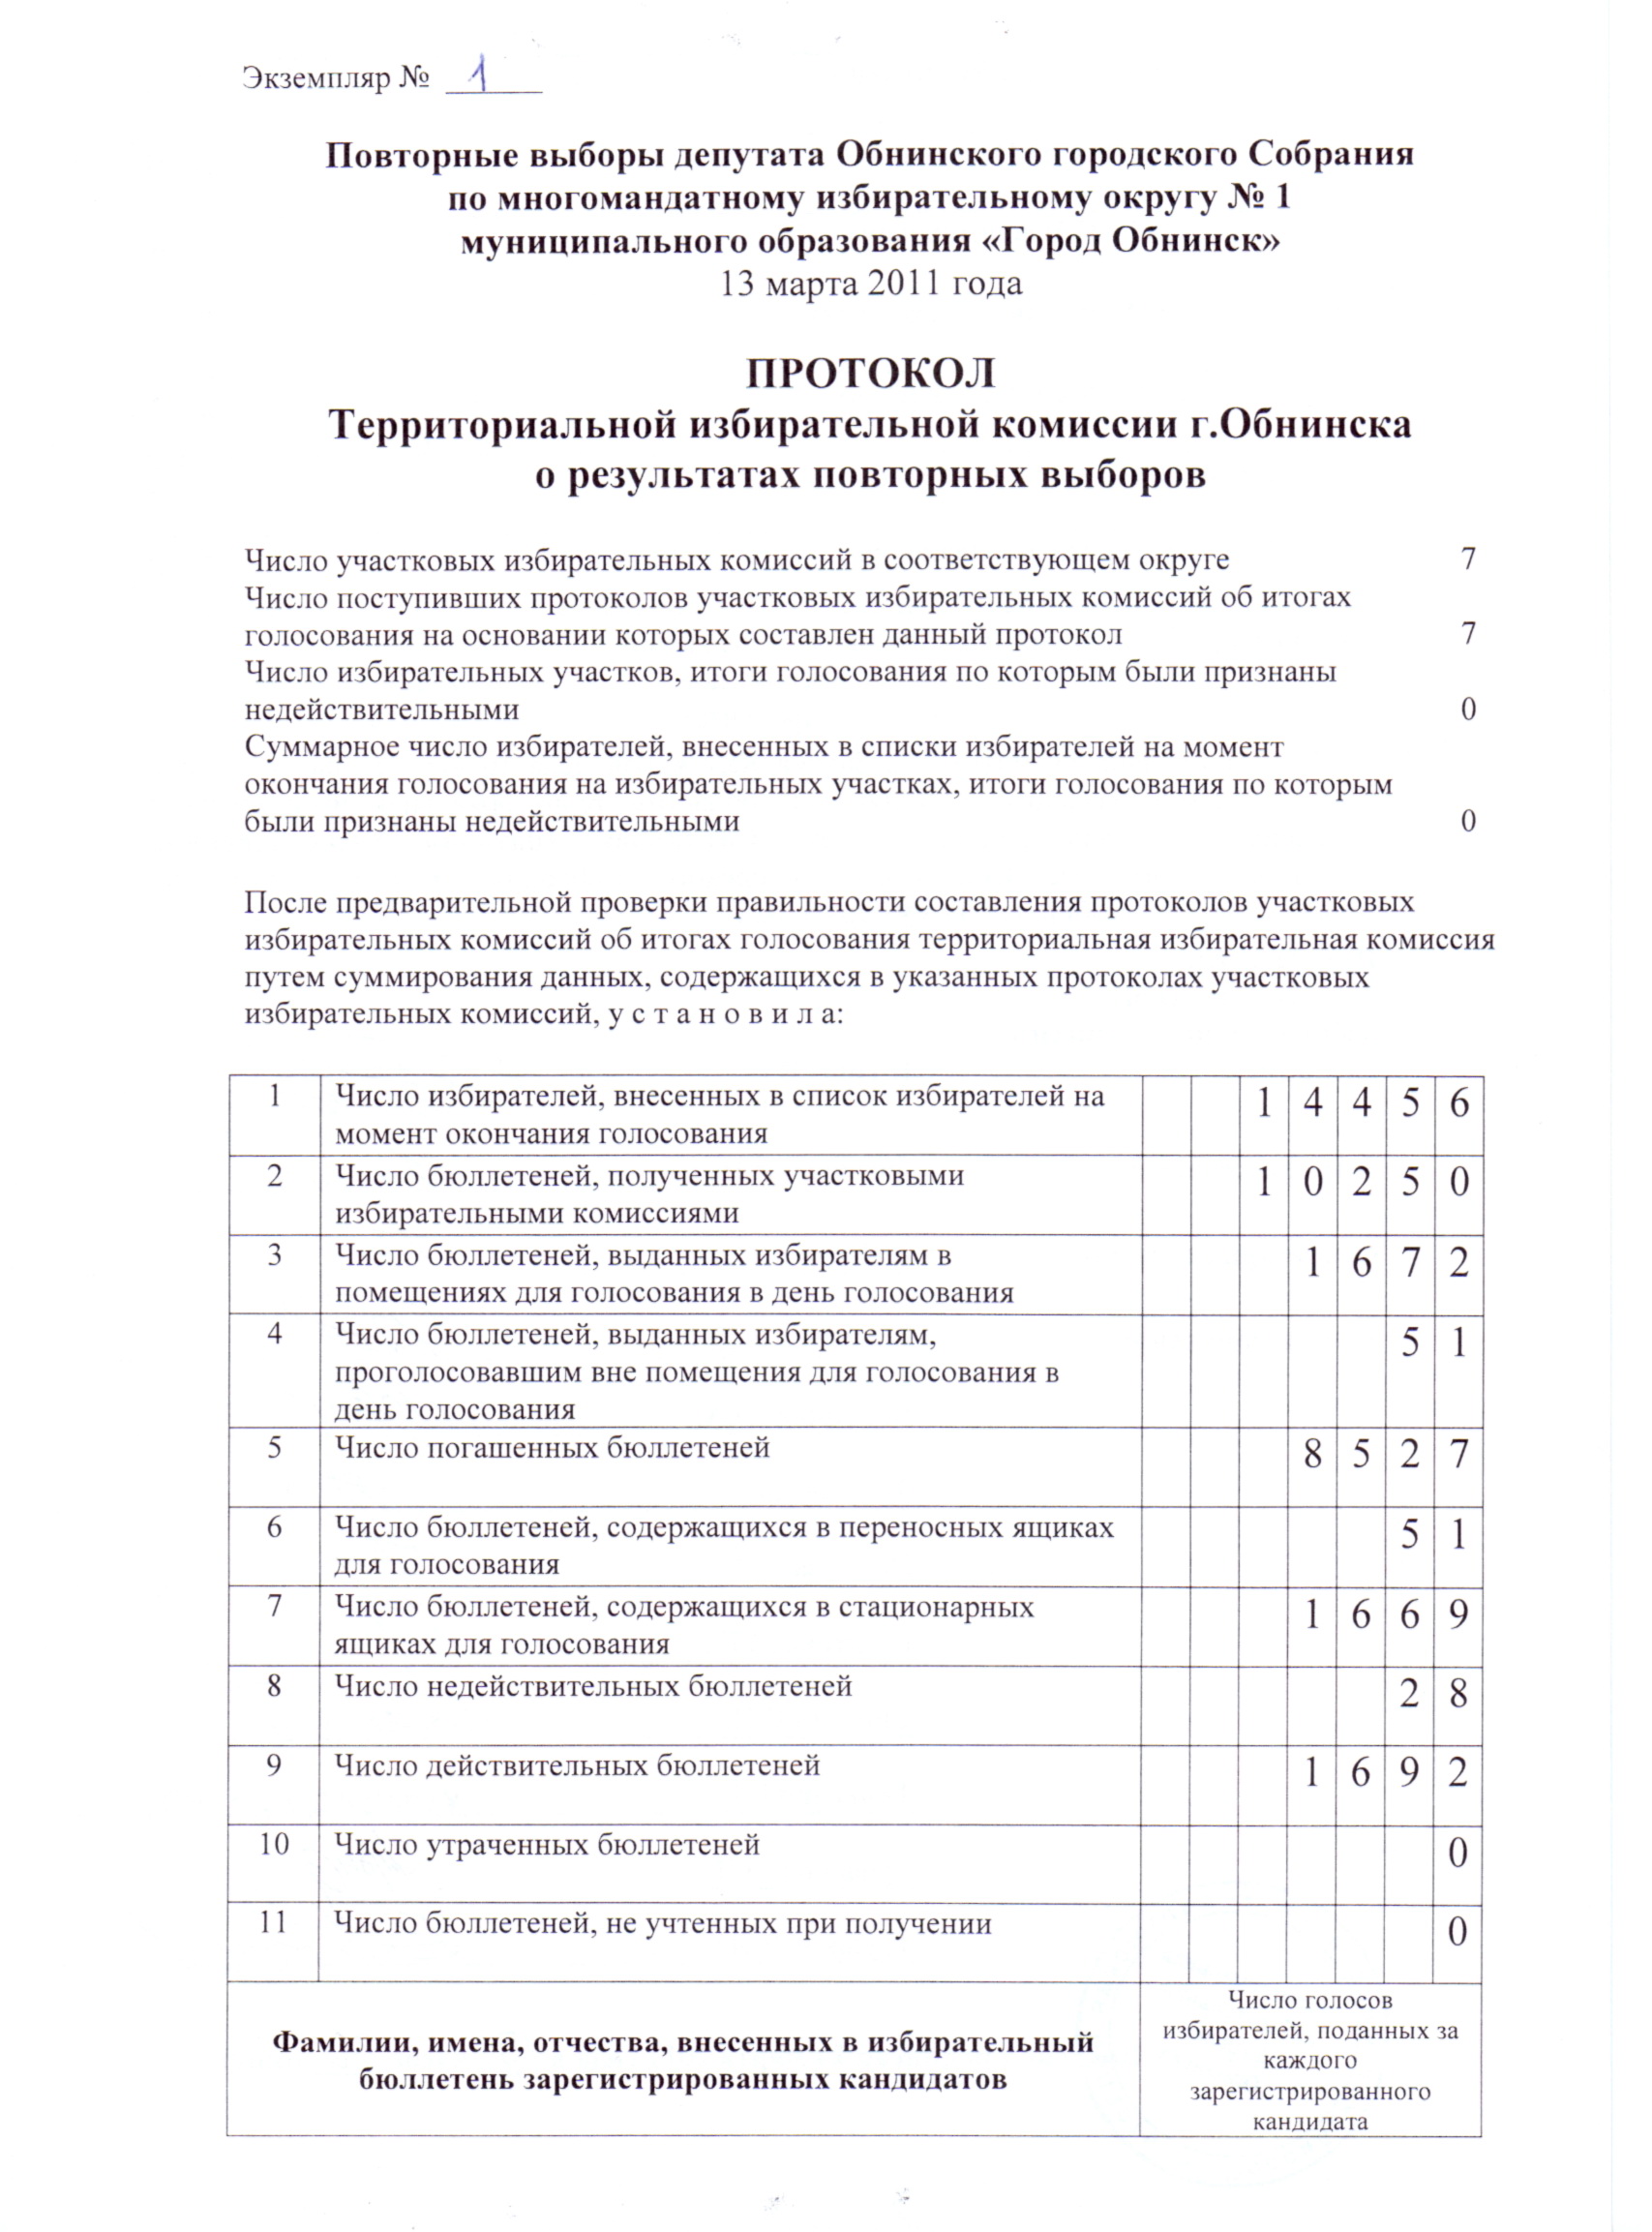 Экземпляр № 1
Повторные выборы депутата Обнинского городского Собрания
по многомандатному избирательному округу № 1
муниципального образования «Город Обнинск»
13 марта 2011 года
ПРОТОКОЛ
Территориальной избирательной комиссии г.Обнинска
о результатах повторных выборов
Число участковых избирательных комиссий в соответствующем округе 7
Число поступивших протоколов участковых избирательных комиссий об итогах
голосования на основании которых составлен данный протокол 7
Число избирательных участков, итоги голосования по которым были признаны
недействительными 0
Суммарное число избирателей, внесенных в списки избирателей на момент
окончания голосования на избирательных участках, итоги голосования по которым
были признаны недействительными 0
После предварительной проверки правильности составления протоколов участковых
избирательных комиссий об итогах голосования территориальная избирательная комиссия
путем суммирования данных, содержащихся в указанных протоколах участковых
избирательных комиссий, у с т а н о в и л а:
1 Число избирателей, внесенных в список избирателей на 1 4 4 5 6
момент окончания голосования
2 Число бюллетеней, полученных участковыми 1 0 2 5 0
избирательными комиссиями
3 Число бюллетеней, выданных избирателям в 1 6 7 2
помещениях для голосования в день голосования
4 Число бюллетеней, выданных избирателям, 5 1
проголосовавшим вне помещения для голосования в
день голосования
5 Число погашенных бюллетеней 8 5 2 7
6 Число бюллетеней, содержащихся в переносных ящиках 5 1
для голосования
7 Число бюллетеней, содержащихся в стационарных 1 6 6 9
ящиках для голосования
8 Число недействительных бюллетеней 2 8
9 Число действительных бюллетеней 1 6 9 2
10 Число утраченных бюллетеней 0
11 Число бюллетеней, не учтенных при получении 0
Фамилии, имена, отчества, внесенных в избирательный
бюллетень зарегистрированных кандидатов
Число голосов
избирателей, поданных за
каждого
зарегистрированного
кандидата